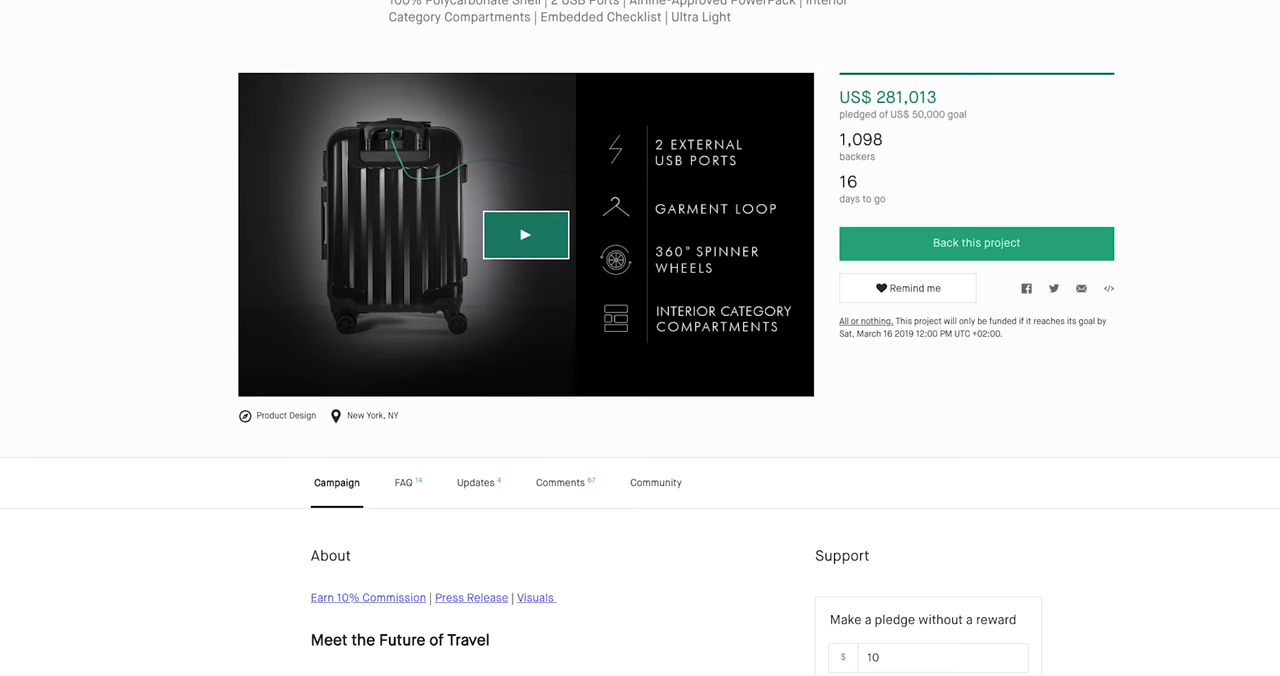 100% Polycarbonate Shell | 2 USB Ports | Airline-Approved PowerPack | Interior
Category Compartments | Embedded Checklist | Ultra Light
2 EXTERNAL
USB PORTS
GARMENT LOOP
360° SPINNER
WHEELS
INTERIOR CATEGORY
COMPARTMENTS
US$ 281,013
pledged of US$ 50,000 goal
1,098
backers
16
days to go
Back this project
Remind me
All or nothing. This project will only be funded if it reaches its goal by
Sat, March 16 2019 12:00 PM UTC +02:00.
Product Design
New York, NY
Campaign
FAQ 14
Updates 4
Comments 67
Community
About
Support
Earn 10% Commission | Press Release | Visuals
Make a pledge without a reward
Meet the Future of Travel
$ 10